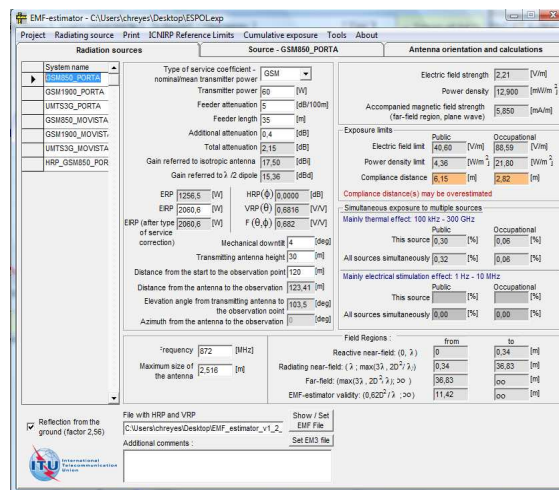 EMF-estimator - C:\Users\chreyes\Desktop\ESPOL.exp
Project Radiating source Print ICNIRP Reference Limits Cumulative exposure Tools About
Radiation sources
Source - GSM850_PORTA
Antenna orientation and calculations
System name
GSM850_PORTA
GSM1900_PORTA
UMTS3G_PORTA
GSM850_MOVISTA
GSM1900_MOVISTA
UMTS3G_MOVISTA
HRP_GSM850_POR
Type of service coefficient - nominal/mean transmitter power GSM
Transmitter power 60 [W]
Feeder attenuation 5 [dB/100m]
Feeder length 35 [m]
Additional attenuation 0,4 [dB]
Total attenuation 2,15 [dB]
Gain referred to isotropic antenna 17,50 [dBi]
Gain referred to λ /2 dipole 15,36 [dBd]
ERP 1256,5 [W] HRP(ϕ) 0,0000 [dB]
EIRP 2060,6 [W] VRP(θ) 0,6816 [V/V]
EIRP (after type of service correction) 2060,6 [W] F (θ,ϕ) 0,682 [V/V]
Mechanical downtilt 4 [deg]
Transmitting antenna height 30 [m]
Distance from the start to the observation point 120 [m]
Distance from the antenna to the observation 123,41 [m]
Elevation angle from transmitting antenna to the observation point 103,5 [deg]
Azimuth from the antenna to the observation 0 [deg]
Frequency 872 [MHz]
Maximum size of the antenna 2,516 [m]
Electric field strength 2,21 [V/m]
Power density 12,900 [mW/m 2]
Accompanied magnetic field strength (far-field region, plane wave) 5,850 [mA/m]
Exposure limits
Public Occupational
Electric field limit 40,60 [V/m] 88,59 [V/m]
Power density limit 4,36 [W/m 2] 21,80 [W/m 2]
Compliance distance 6,15 [m] 2,82 [m]
Compliance distance(s) may be overestimated
Simultaneous exposure to multiple sources
Mainly thermal effect: 100 kHz - 300 GHz
Public Occupational
This source 0,30 [%] 0,06 [%]
All sources simultaneously 0,32 [%] 0,06 [%]
Mainly electrical stimulation effect: 1 Hz - 10 MHz
Public Occupational
This source [%] [%]
All sources simultaneously 0,00 [%] 0,00 [%]
Field Regions : from to
Reactive near-field: (0, λ) 0 0,34 [m]
Radiating near-field: ( λ ; max(3λ , 2D²/ λ)) 0,34 36,83 [m]
Far-field: (max(3λ , 2D²/ λ); ∞ ) 36,83 oo [m]
EMF-estimator validity: (0,62D²/ λ ;∞) 11,42 oo [m]
Reflection from the ground (factor 2,56)
File with HRP and VRP
C:\Users\chreyes\Desktop\EMF_estimator_v1_2_
Show / Set EMF File
Set EM3 file
Additional comments :
ITU International Telecommunication Union